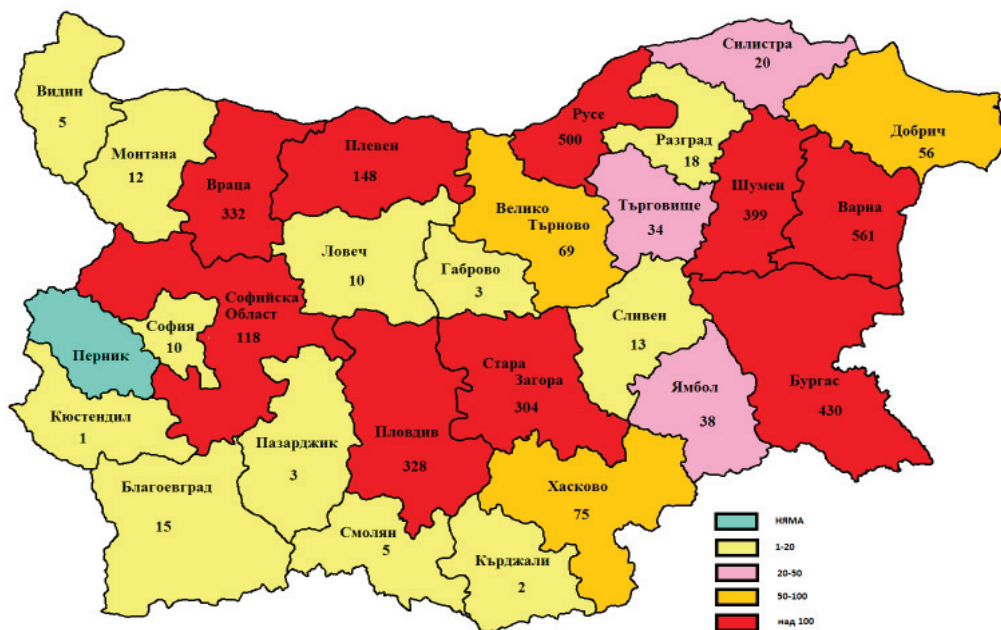 Силистра
20
Видин
5
Русе
500
Добрич
56
Монтана
12
Плевен
148
Разград
18
Враца
332
Шумен
399
Варна
561
Велико
Търново
69
Търговище
34
Ловеч
10
Габрово
3
Софийска
Област
118
София
10
Сливен
13
Перник
Стара
Загора
304
Ямбол
38
Бургас
430
Кюстендил
1
Пазарджик
3
Пловдив
328
Благоевград
15
Хасково
75
Смолян
5
Кърджали
2
НЯМА
1-20
20-50
50-100
над 100